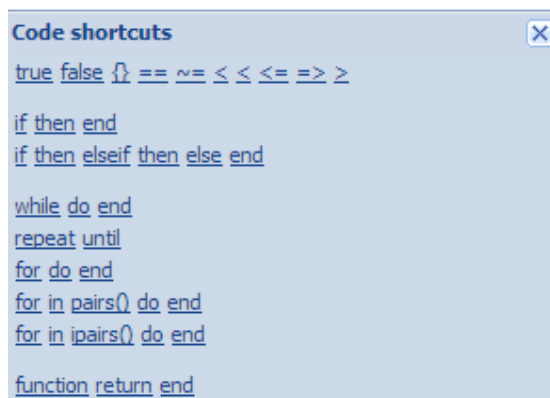 Code shortcuts
true false {} == ~= < < <= => >
if then end
if then elseif then else end
while do end
repeat until
for do end
for in pairs() do end
for in ipairs() do end
function return end